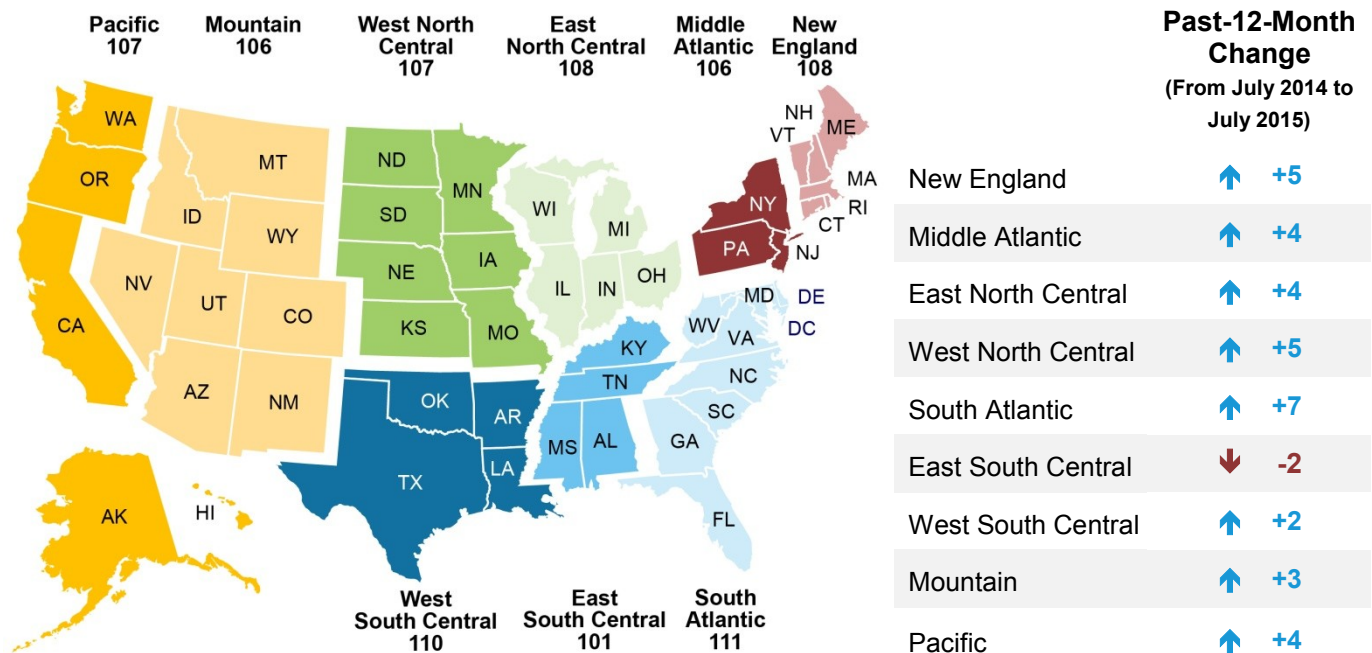 Pacific
107
Mountain
106
West North
Central
107
East
North Central
108
Middle
Atlantic
106
New
England
108
WA
OR
CA
AK
HI
MT
ID
WY
NV
UT
CO
AZ
NM
ND
SD
NE
KS
MN
IA
MO
WI
MI
IL
IN
OH
NY
PA
NJ
NH
VT
ME
MA
RI
CT
MD
DE
DC
WV
VA
NC
SC
GA
FL
KY
TN
MS
AL
OK
AR
TX
LA
West
South Central
110
East
South Central
101
South
Atlantic
111
Past-12-Month
Change
(From July 2014 to
July 2015)
New England +5
Middle Atlantic +4
East North Central +4
West North Central +5
South Atlantic +7
East South Central -2
West South Central +2
Mountain +3
Pacific +4